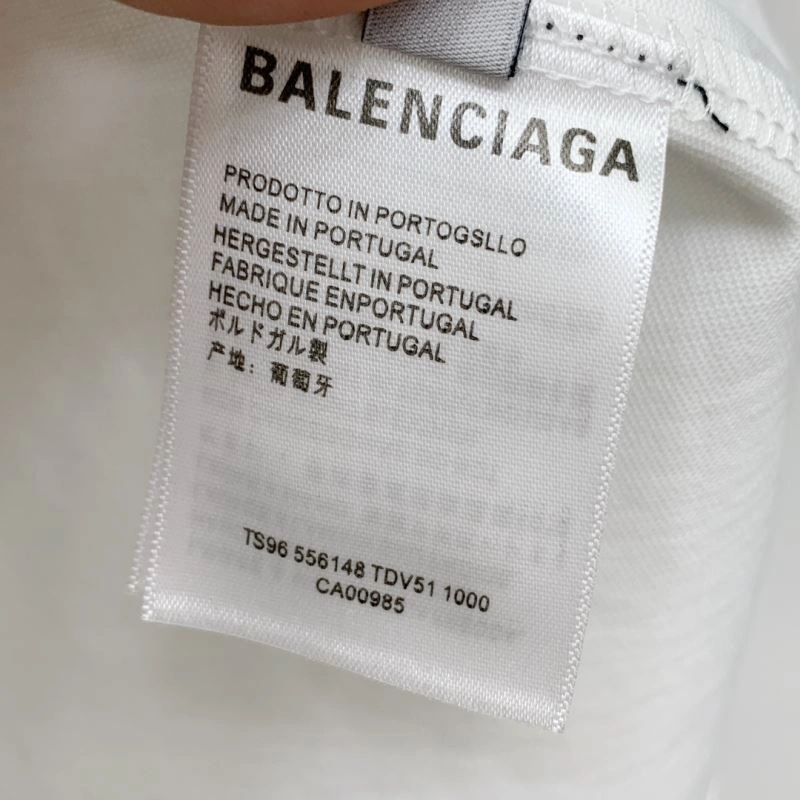 BALENCIAGA
PRODOTTO IN PORTOGSLLO
MADE IN PORTUGAL
HERGESTELLT IN PORTUGAL
FABRIQUE ENPORTUGAL
HECHO EN PORTUGAL
ポルドガル製
产地：葡萄牙
TS96 556148 TDV51 1000
CA00985